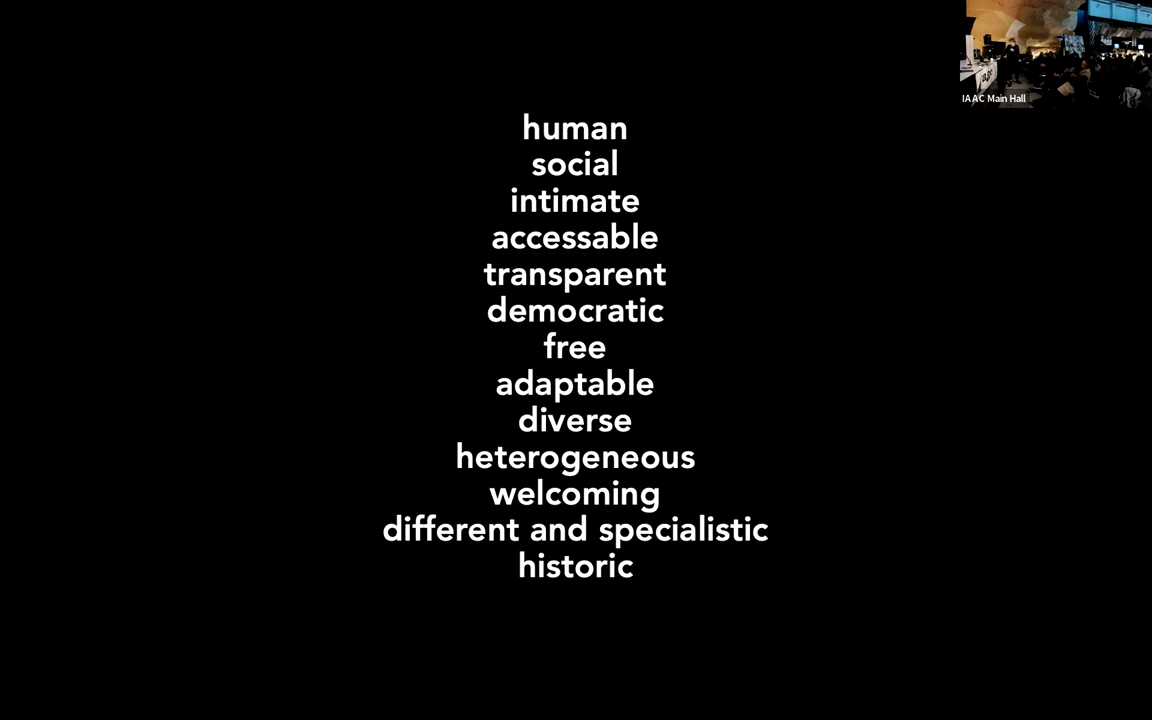 IAAC Main Hall
human
social
intimate
accessable
transparent
democratic
free
adaptable
diverse
heterogeneous
welcoming
different and specialistic
historic